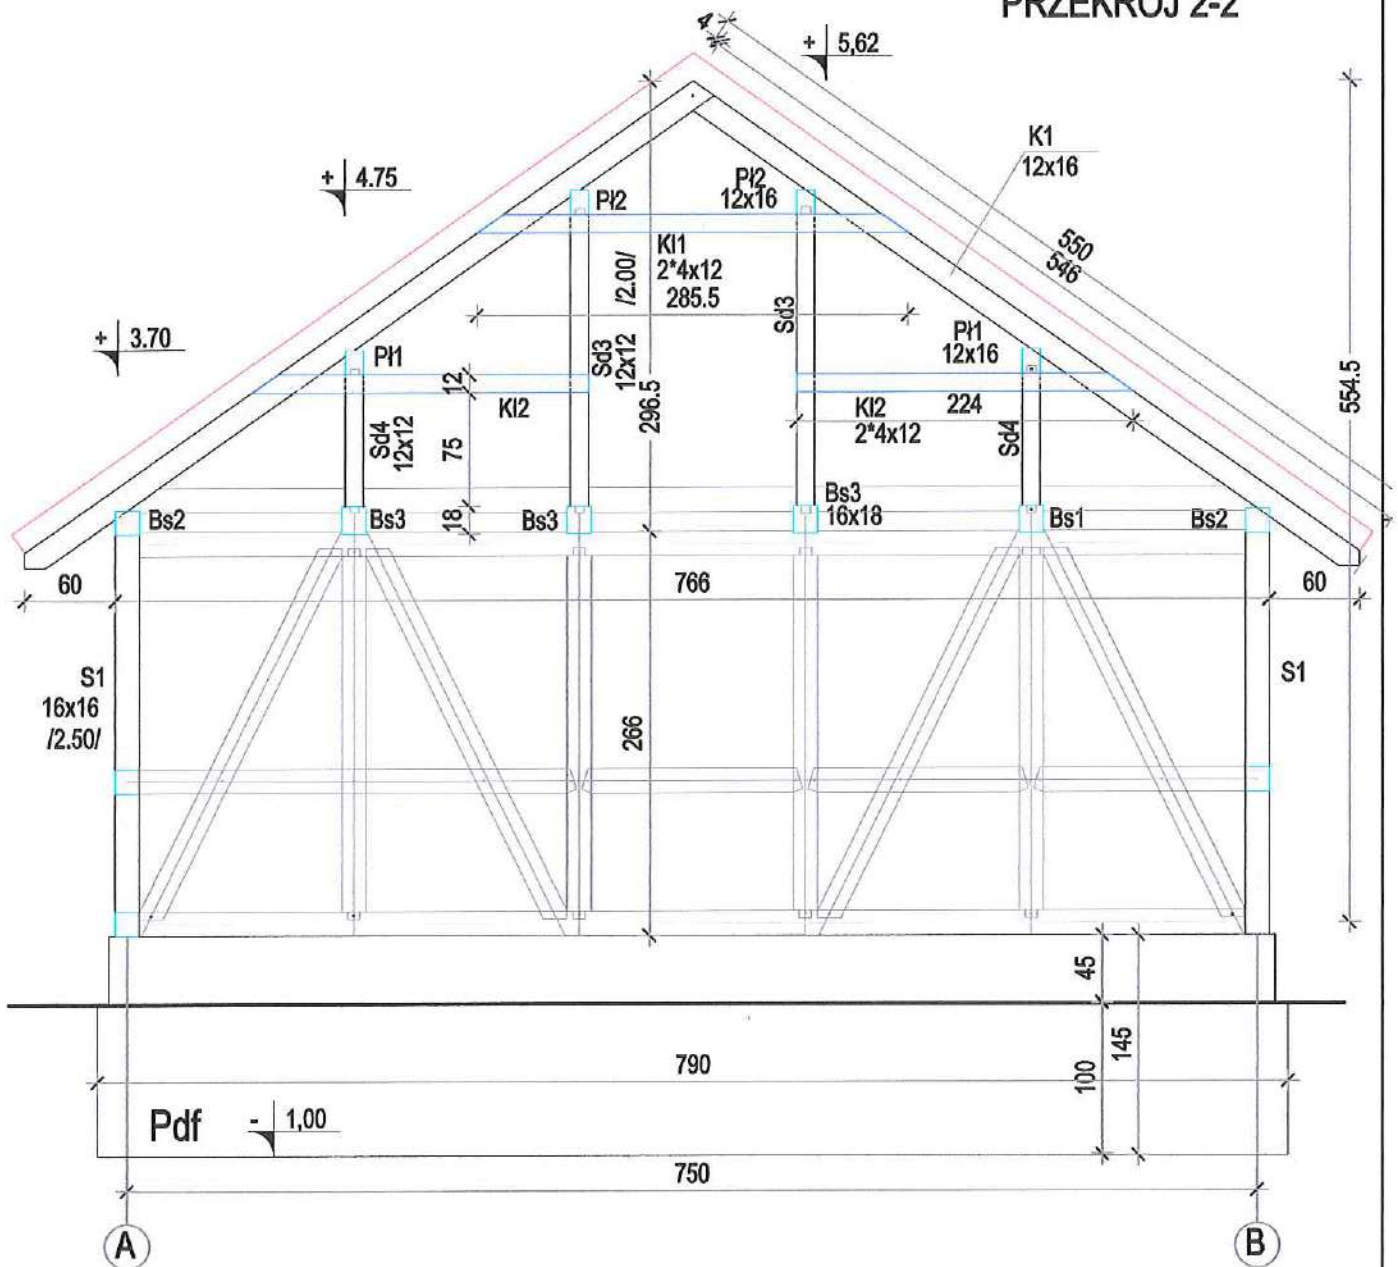 PRZEKRÓJ 2-2
4
+ 5,62
K1
12x16
+ 4.75
Pł2
Pł2
12x16
550
546
Kl1
2*4x12
285.5
/2.00/
+ 3.70
Pł1
Sd3
12x12
Sd3
Pł1
12x16
554.5
12
296.5
Kl2
Kl2
2*4x12
224
Sd4
12x12
75
Sd4
Bs2
Bs3
18
Bs3
Bs3
16x18
Bs1
Bs2
60
766
60
S1
16x16
/2.50/
266
S1
45
145
100
790
Pdf
- 1,00
750
A
B